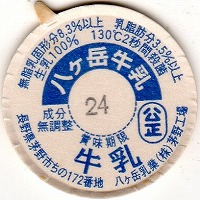 無脂乳固形分8.3%以上 乳脂肪分3.5%以上
生乳100% 130℃2秒間殺菌
八ヶ岳牛乳
成分無調整
24
公正
賞味期限
牛乳
長野県茅野市ちの172番地 八ヶ岳乳業(株)茅野工場